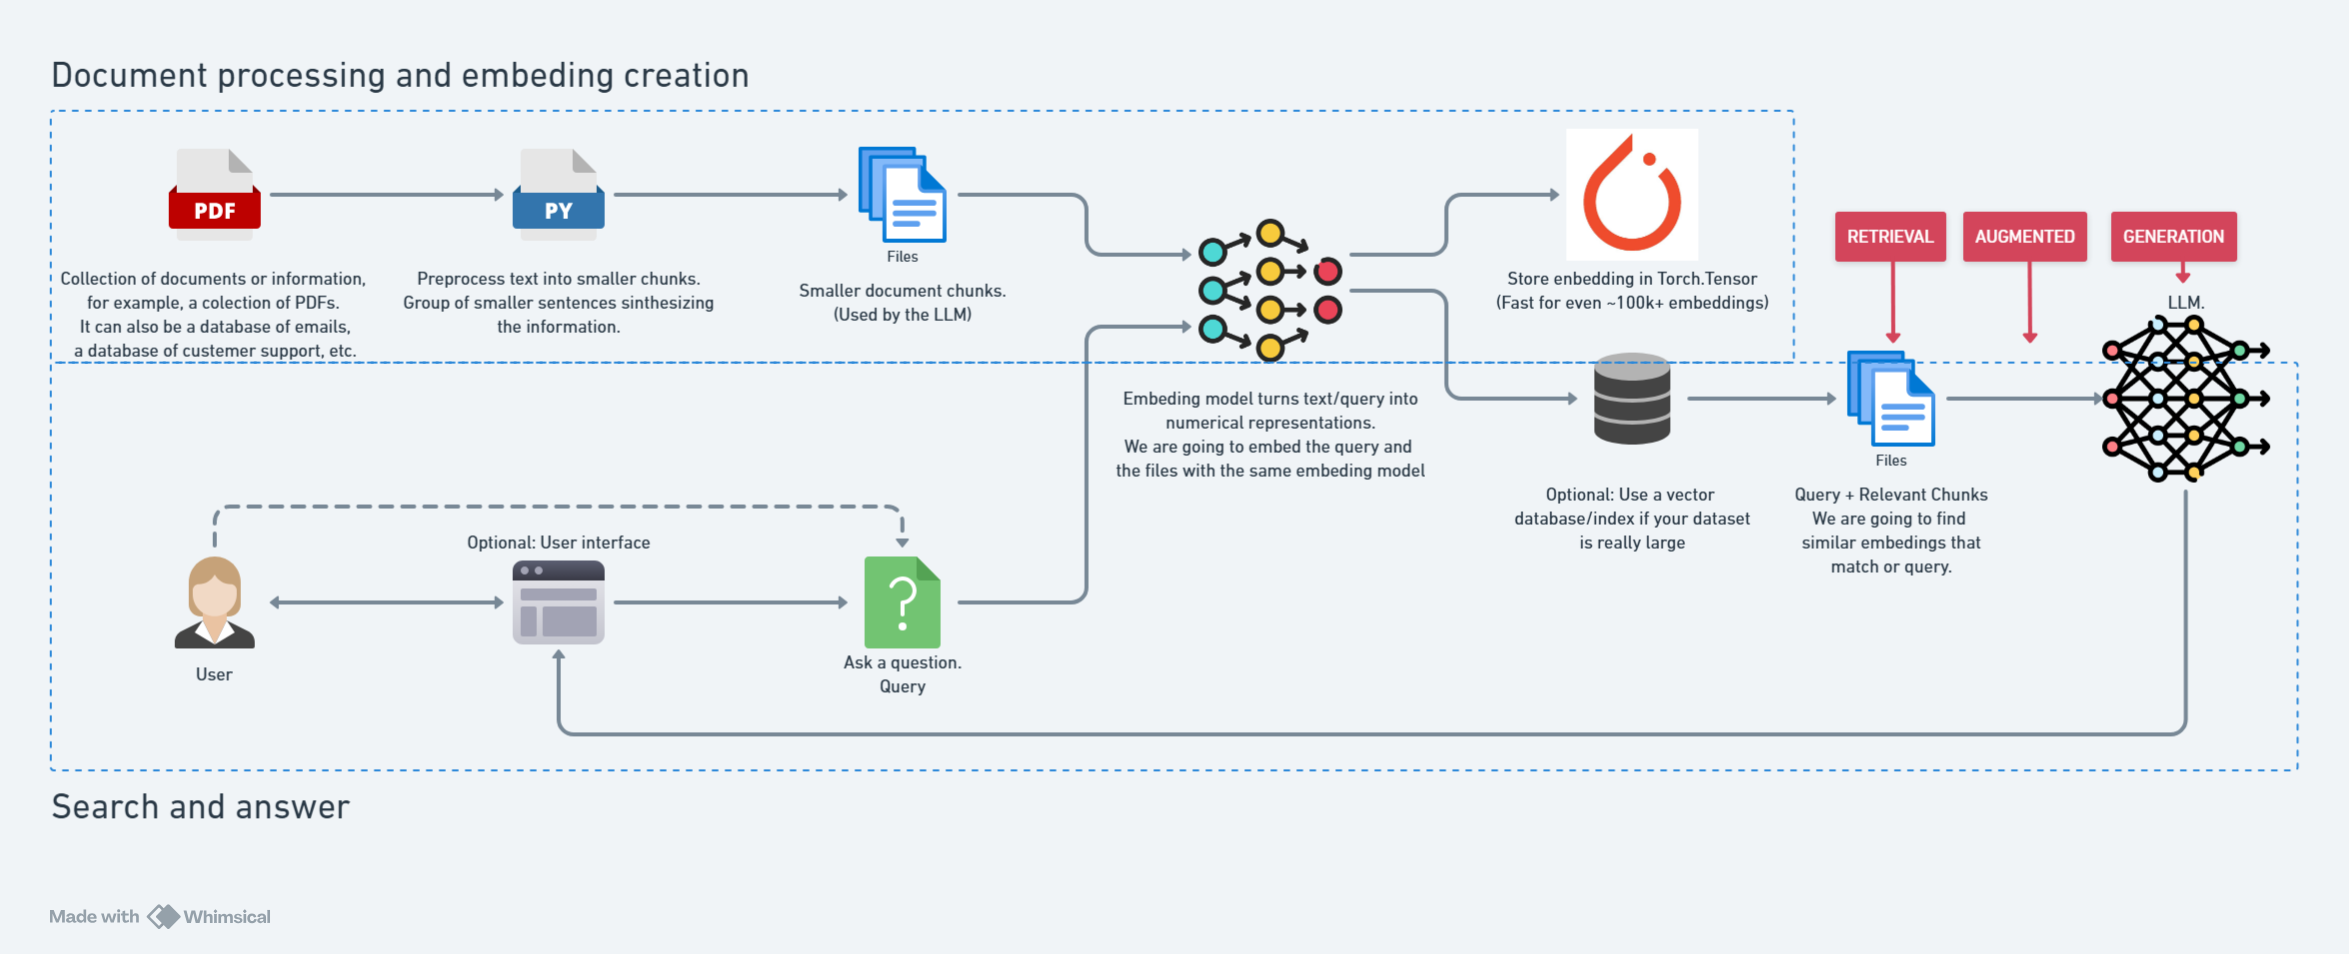 Document processing and embeding creation
PDF
PY
Files
Collection of documents or information,
for example, a colection of PDFs.
It can also be a database of emails,
a database of custemer support, etc.
Preprocess text into smaller chunks.
Group of smaller sentences sinthesizing
the information.
Smaller document chunks.
(Used by the LLM)
Store enbedding in Torch.Tensor
(Fast for even ~100k+ embeddings)
RETRIEVAL
AUGMENTED
GENERATION
LLM.
Embeding model turns text/query into
numerical representations.
We are going to embed the query and
the files with the same embeding model
Optional: Use a vector
database/index if your dataset
is really large
Files
Query + Relevant Chunks
We are going to find
similar embedings that
match or query.
Optional: User interface
User
?
Ask a question.
Query
Search and answer
Made with Whimsical